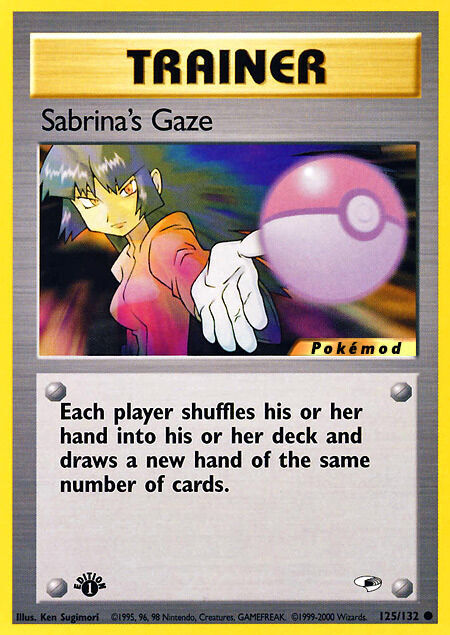 TRAINER
Sabrina's Gaze
Pokémod
Each player shuffles his or her
hand into his or her deck and
draws a new hand of the same
number of cards.
EDITION
1
Illus. Ken Sugimori ©1995, 96, 98 Nintendo, Creatures, GAMEFREAK. ©1999-2000 Wizards. 125/132